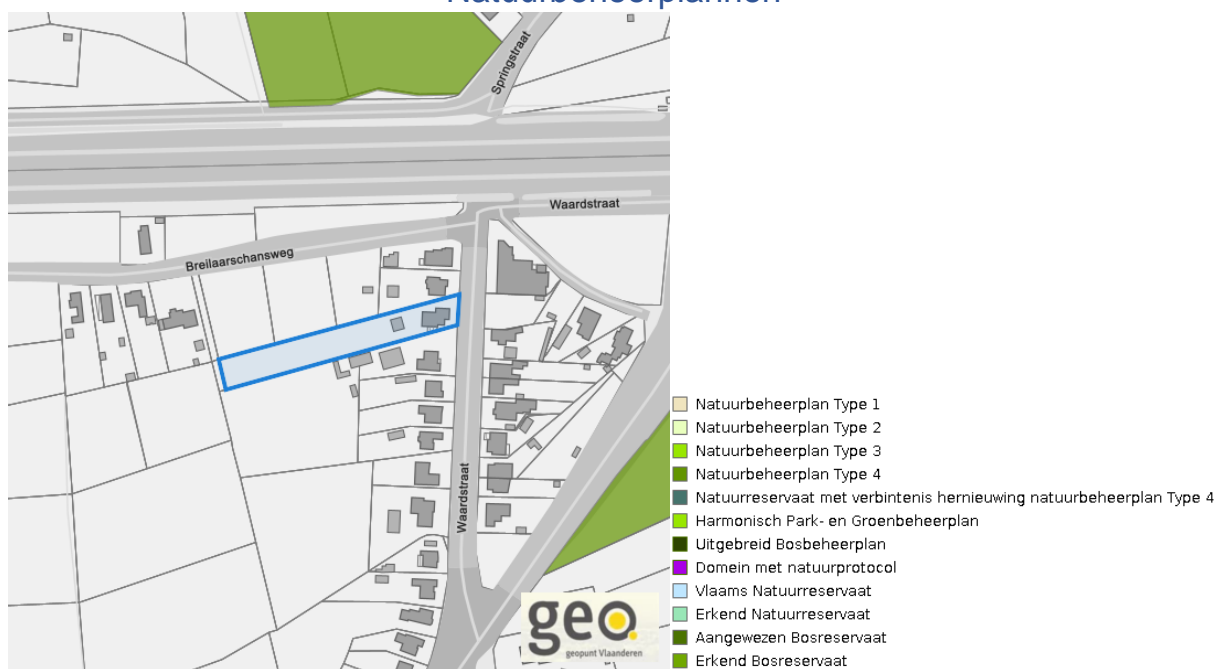 Natuurbeheerplannen
Springstraat
Waardstraat
Breilaarschansweg
Waardstraat
geo.
geopunt Vlaanderen
Natuurbeheerplan Type 1
Natuurbeheerplan Type 2
Natuurbeheerplan Type 3
Natuurbeheerplan Type 4
Natuurreservaat met verbintenis hernieuwing natuurbeheerplan Type 4
Harmonisch Park- en Groenbeheerplan
Uitgebreid Bosbeheerplan
Domein met natuurprotocol
Vlaams Natuurreservaat
Erkend Natuurreservaat
Aangewezen Bosreservaat
Erkend Bosreservaat